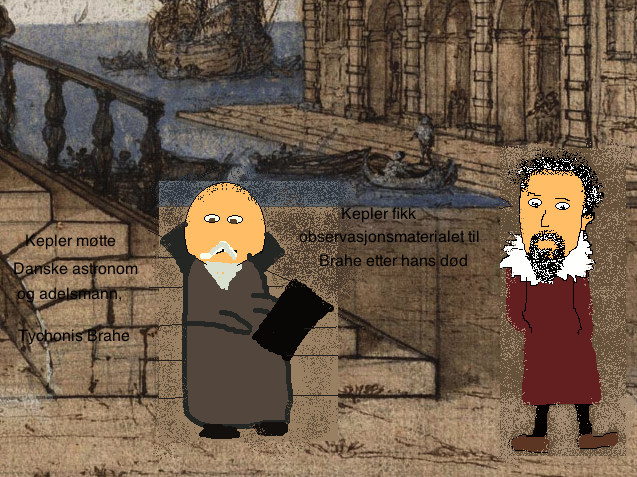 Kepler møtte
Danske astronom
og adelsmann,
Tychonis Brahe
Kepler fikk
observasjonsmaterialet til
Brahe etter hans død